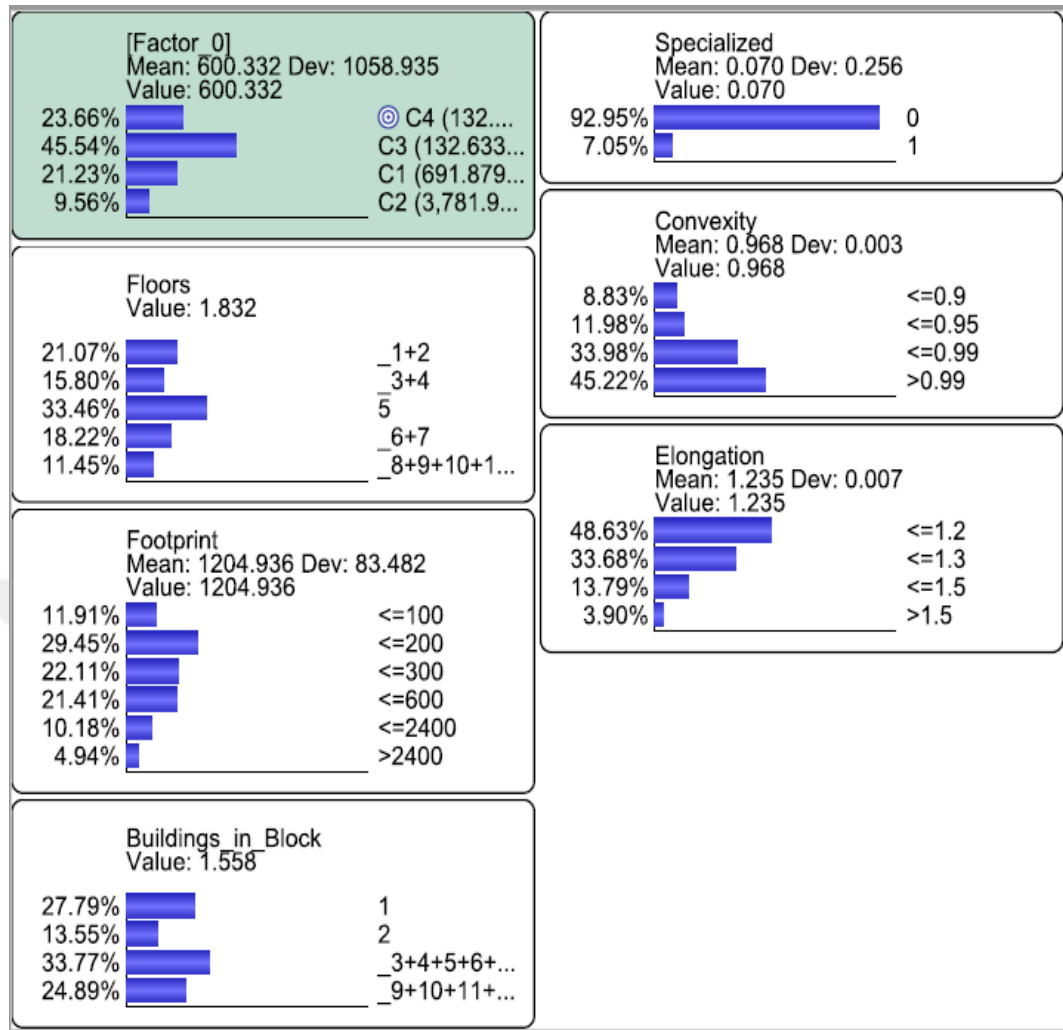 [Factor_0]
Mean: 600.332 Dev: 1058.935
Value: 600.332
23.66% C4 (132....
45.54% C3 (132.633...
21.23% C1 (691.879...
9.56% C2 (3,781.9...
Floors
Value: 1.832
21.07% _1+2
15.80% _3+4
33.46% 5
18.22% _6+7
11.45% _8+9+10+1...
Footprint
Mean: 1204.936 Dev: 83.482
Value: 1204.936
11.91% <=100
29.45% <=200
22.11% <=300
21.41% <=600
10.18% <=2400
4.94% >2400
Buildings_in_Block
Value: 1.558
27.79% 1
13.55% 2
33.77% _3+4+5+6+...
24.89% _9+10+11+...
Specialized
Mean: 0.070 Dev: 0.256
Value: 0.070
92.95% 0
7.05% 1
Convexity
Mean: 0.968 Dev: 0.003
Value: 0.968
8.83% <=0.9
11.98% <=0.95
33.98% <=0.99
45.22% >0.99
Elongation
Mean: 1.235 Dev: 0.007
Value: 1.235
48.63% <=1.2
33.68% <=1.3
13.79% <=1.5
3.90% >1.5